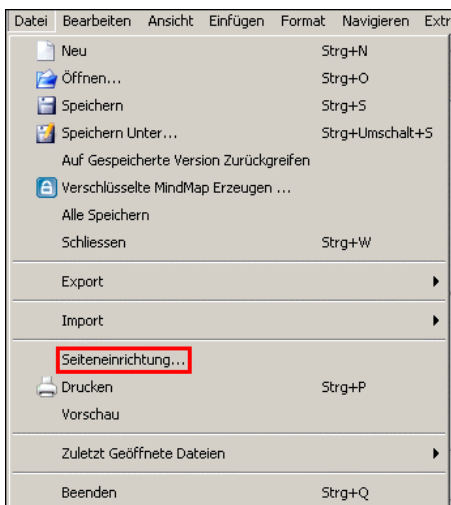 Datei Bearbeiten Ansicht Einfügen Format Navigieren Extr
Neu Strg+N
Öffnen... Strg+O
Speichern Strg+S
Speichern Unter... Strg+Umschalt+S
Auf Gespeicherte Version Zurückgreifen
Verschlüsselte MindMap Erzeugen ...
Alle Speichern
Schliessen Strg+W
Export
Import
Seiteneinrichtung...
Drucken Strg+P
Vorschau
Zuletzt Geöffnete Dateien
Beenden Strg+Q